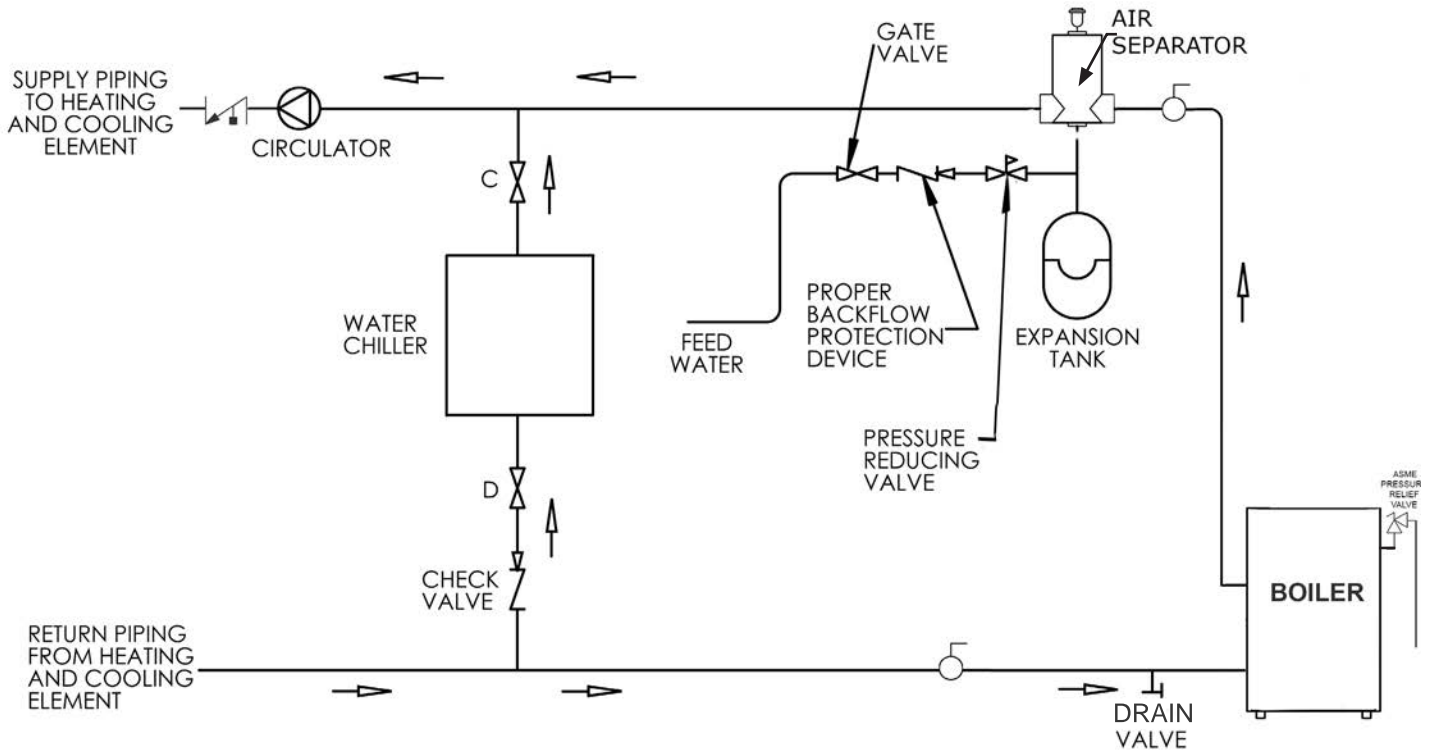 GATE
VALVE
AIR
SEPARATOR
SUPPLY PIPING
TO HEATING
AND COOLING
ELEMENT
CIRCULATOR
C
WATER
CHILLER
FEED
WATER
PROPER
BACKFLOW
PROTECTION
DEVICE
EXPANSION
TANK
PRESSURE
REDUCING
VALVE
D
CHECK
VALVE
ASME
PRESSUR
RELIEF
VALVE
BOILER
RETURN PIPING
FROM HEATING
AND COOLING
ELEMENT
DRAIN
VALVE